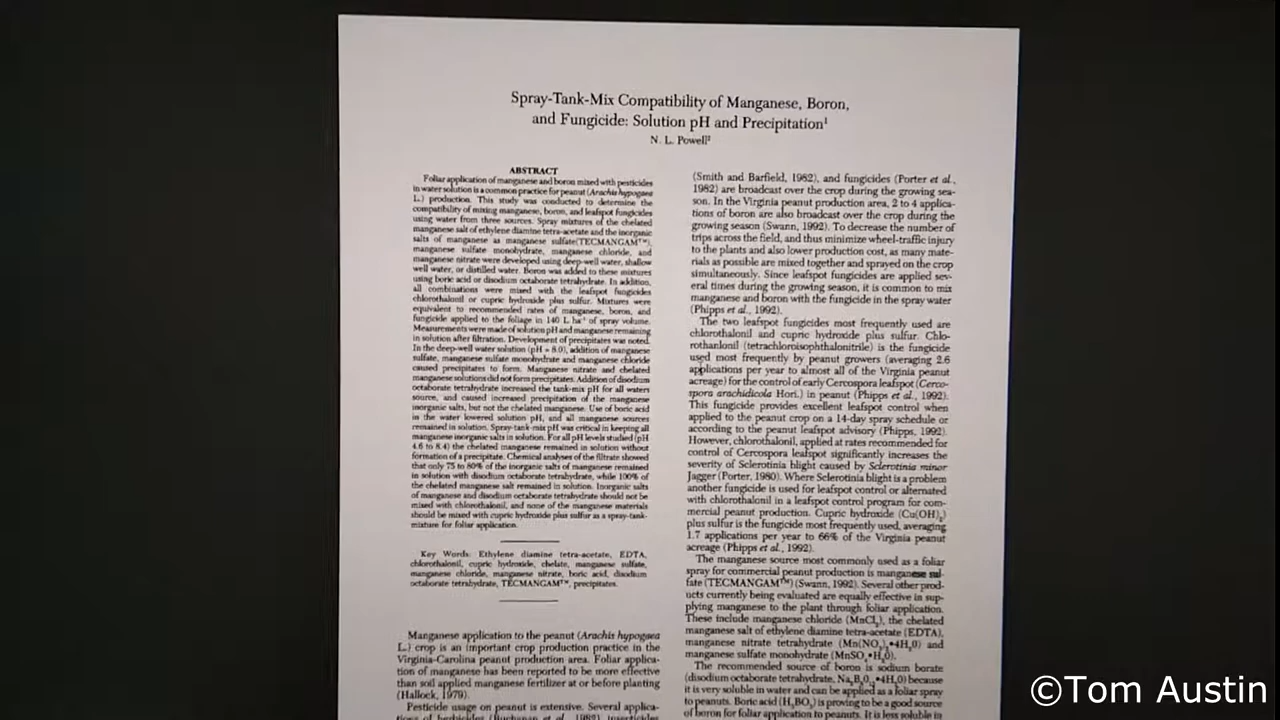 Spray-Tank-Mix Compatibility of Manganese, Boron,
and Fungicide: Solution pH and Precipitation¹
N. L. Powell²
ABSTRACT
Foliar application of manganese and boron mixed with pesticides
in water solution is a common practice for peanut (Arachis hypogaea
L.) production. This study was conducted to determine the
compatibility of mixing manganese, boron, and leafspot fungicides
using water from three sources. Spray mixtures of the chelated
manganese salt of ethylene diamine tetra-acetate and the inorganic
salts of manganese as manganese sulfate(TECMANGAM™),
manganese sulfate monohydrate, manganese chloride, and
manganese nitrate were developed using deep-well water, shallow
well water, or distilled water. Boron was added to these mixtures
using boric acid or disodium octaborate tetrahydrate. In addition,
all combinations were mixed with the leafspot fungicides
chlorothalonil or cupric hydroxide plus sulfur. Mixtures were
equivalent to recommended rates of manganese, boron, and
fungicide applied to the foliage in 140 L ha⁻¹ of spray volume.
Measurements were made of solution pH and manganese remaining
in solution after filtration. Development of precipitates was noted.
In the deep-well water solution (pH = 8.0), addition of manganese
sulfate, manganese sulfate monohydrate and manganese chloride
caused precipitates to form. Manganese nitrate and chelated
manganese solutions did not form precipitates. Addition of disodium
octaborate tetrahydrate increased the tank-mix pH for all waters
source, and caused increased precipitation of the manganese
inorganic salts, but not the chelated manganese. Use of boric acid
in the water lowered solution pH, and all manganese sources
remained in solution. Spray-tank-mix pH was critical in keeping all
manganese inorganic salts in solution. For all pH levels studied (pH
4.6 to 8.4) the chelated manganese remained in solution without
formation of a precipitate. Chemical analyses of the filtrate showed
that only 75 to 80% of the inorganic salts of manganese remained
in solution with disodium octaborate tetrahydrate, while 100% of
the chelated manganese salt remained in solution. Inorganic salts
of manganese and disodium octaborate tetrahydrate should not be
mixed with chlorothalonil, and none of the manganese materials
should be mixed with cupric hydroxide plus sulfur as a spray-tank-
mixture for foliar application.
Key Words: Ethylene diamine tetra-acetate, EDTA,
chlorothalonil, cupric hydroxide, chelate, manganese sulfate,
manganese chloride, manganese nitrate, boric acid, disodium
octaborate tetrahydrate, TECMANGAM™, precipitates.
Manganese application to the peanut (Arachis hypogaea
L.) crop is an important crop production practice in the
Virginia-Carolina peanut production area. Foliar applica-
tion of manganese has been reported to be more effective
than soil applied manganese fertilizer at or before planting
(Hallock, 1979).
Pesticide usage on peanut is extensive. Several applica-
tions of herbicides (Buchanan et al., 1982), insecticides
(Smith and Barfield, 1982), and fungicides (Porter et al.,
1982) are broadcast over the crop during the growing sea-
son. In the Virginia peanut production area, 2 to 4 applica-
tions of boron are also broadcast over the crop during the
growing season (Swann, 1992). To decrease the number of
trips across the field, and thus minimize wheel-traffic injury
to the plants and also lower production cost, as many mate-
rials as possible are mixed together and sprayed on the crop
simultaneously. Since leafspot fungicides are applied sev-
eral times during the growing season, it is common to mix
manganese and boron with the fungicide in the spray water
(Phipps et al., 1992).
The two leafspot fungicides most frequently used are
chlorothalonil and cupric hydroxide plus sulfur. Chlo-
rothanlonil (tetrachloroisophthalonitrile) is the fungicide
used most frequently by peanut growers (averaging 2.6
applications per year to almost all of the Virginia peanut
acreage) for the control of early Cercospora leafspot (Cerco-
spora arachidicola Hori.) in peanut (Phipps et al., 1992).
This fungicide provides excellent leafspot control when
applied to the peanut crop on a 14-day spray schedule or
according to the peanut leafspot advisory (Phipps, 1992).
However, chlorothalonil, applied at rates recommended for
control of Cercospora leafspot significantly increases the
severity of Sclerotinia blight caused by Sclerotinia minor
Jagger (Porter, 1980). Where Sclerotinia blight is a problem
another fungicide is used for leafspot control or alternated
with chlorothalonil in a leafspot control program for com-
mercial peanut production. Cupric hydroxide (Cu(OH)₂)
plus sulfur is the fungicide most frequently used, averaging
1.7 applications per year to 66% of the Virginia peanut
acreage (Phipps et al., 1992).
The manganese source most commonly used as a foliar
spray for commercial peanut production is manganese sul-
fate (TECMANGAM™) (Swann, 1992). Several other prod-
ucts currently being evaluated are equally effective in sup-
plying manganese to the plant through foliar application.
These include manganese chloride (MnCl₂), the chelated
manganese salt of ethylene diamine tetra-acetate (EDTA),
manganese nitrate tetrahydrate (Mn(NO₃)₂•4H₂0) and
manganese sulfate monohydrate (MnSO₄•H₂0).
The recommended source of boron is sodium borate
(disodium octaborate tetrahydrate, Na₂B₈0₁₃•4H₂0) because
it is very soluble in water and can be applied as a foliar spray
to peanuts. Boric acid (H₃BO₃) is proving to be a good source
of boron for foliar application to peanuts. It is less soluble in
©Tom Austin